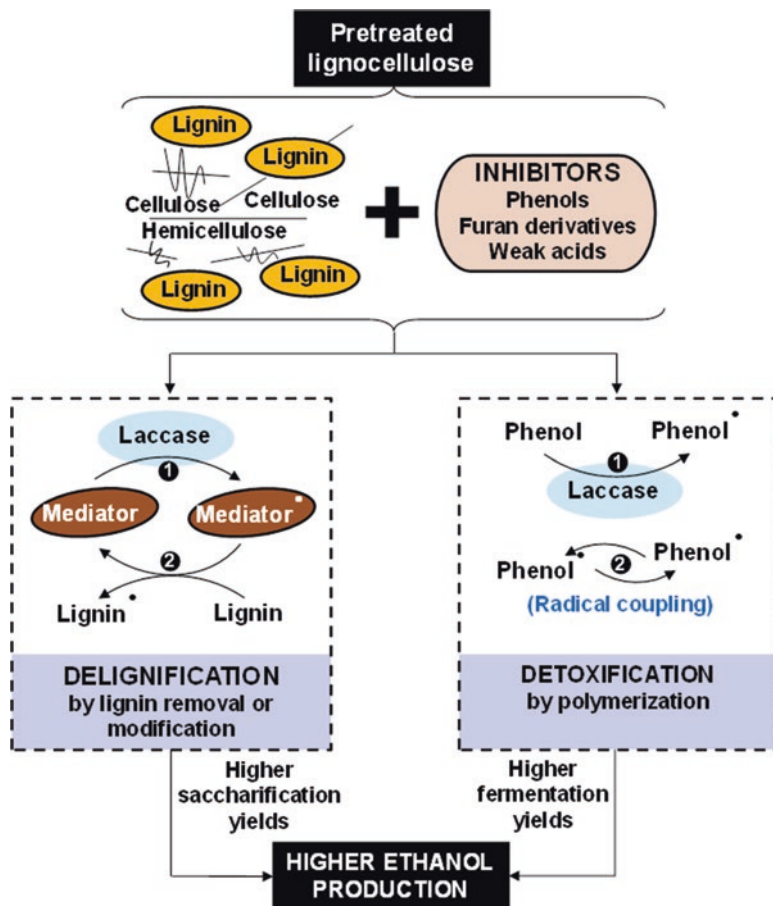 Pretreated
lignocellulose
Lignin
Lignin
Cellulose
Cellulose
Hemicellulose
Lignin
Lignin
+
INHIBITORS
Phenols
Furan derivatives
Weak acids
Laccase
1
Mediator
Mediator•
2
Lignin•
Lignin
DELIGNIFICATION
by lignin removal or
modification
Phenol
Phenol•
1
Laccase
Phenol•
2
Phenol•
(Radical coupling)
DETOXIFICATION
by polymerization
Higher
saccharification
yields
Higher
fermentation
yields
HIGHER ETHANOL
PRODUCTION